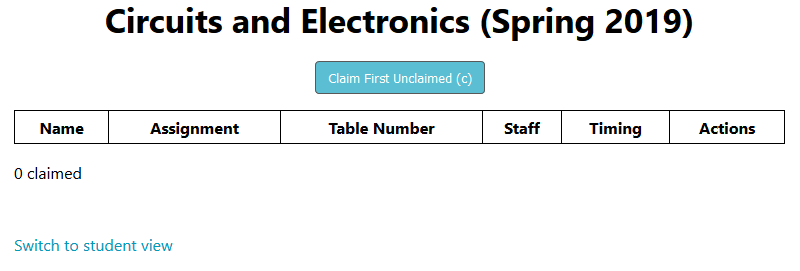 Circuits and Electronics (Spring 2019)
Claim First Unclaimed (c)
Name Assignment Table Number Staff Timing Actions
0 claimed
Switch to student view